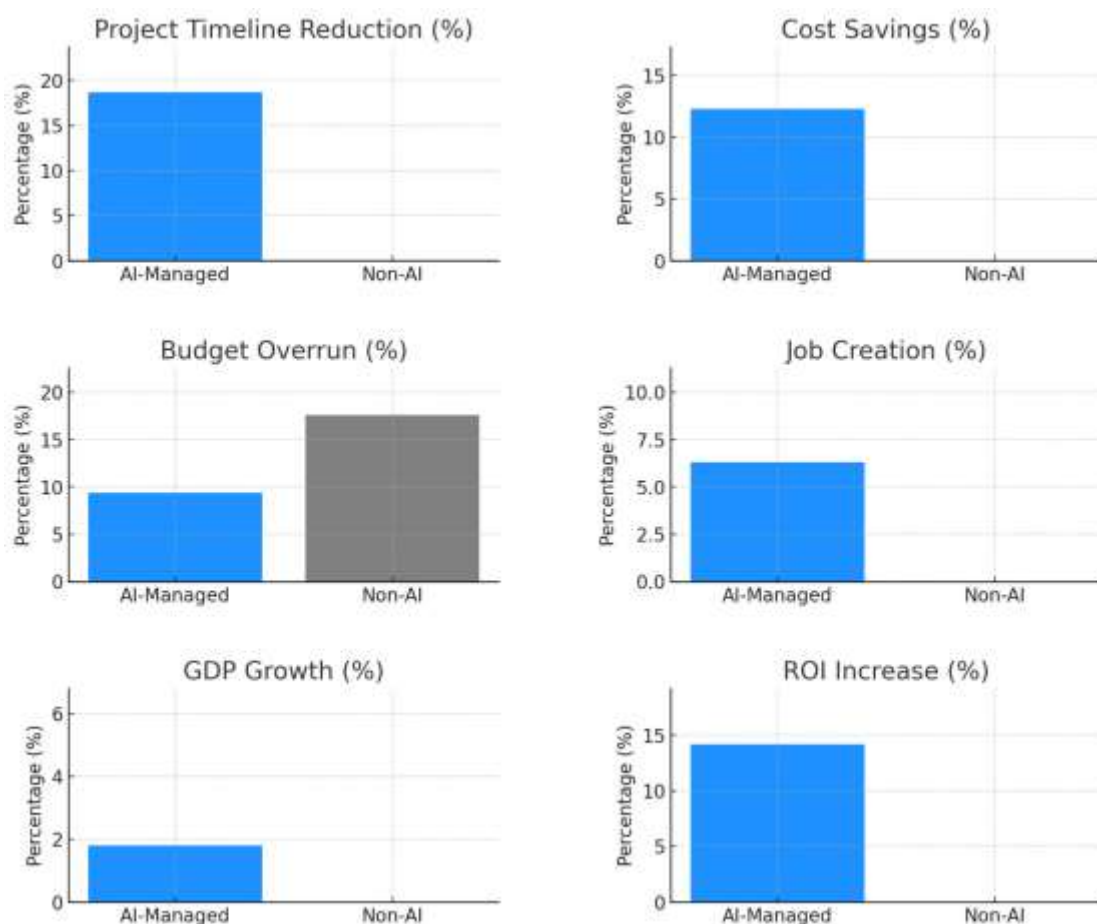 Project Timeline Reduction (%)
Percentage (%)
20
15
10
5
0
AI-Managed Non-AI
Cost Savings (%)
Percentage (%)
15
10
5
0
AI-Managed Non-AI
Budget Overrun (%)
Percentage (%)
20
15
10
5
0
AI-Managed Non-AI
Job Creation (%)
Percentage (%)
10.0
7.5
5.0
2.5
0.0
AI-Managed Non-AI
GDP Growth (%)
Percentage (%)
6
4
2
0
AI-Managed Non-AI
ROI Increase (%)
Percentage (%)
15
10
5
0
AI-Managed Non-AI